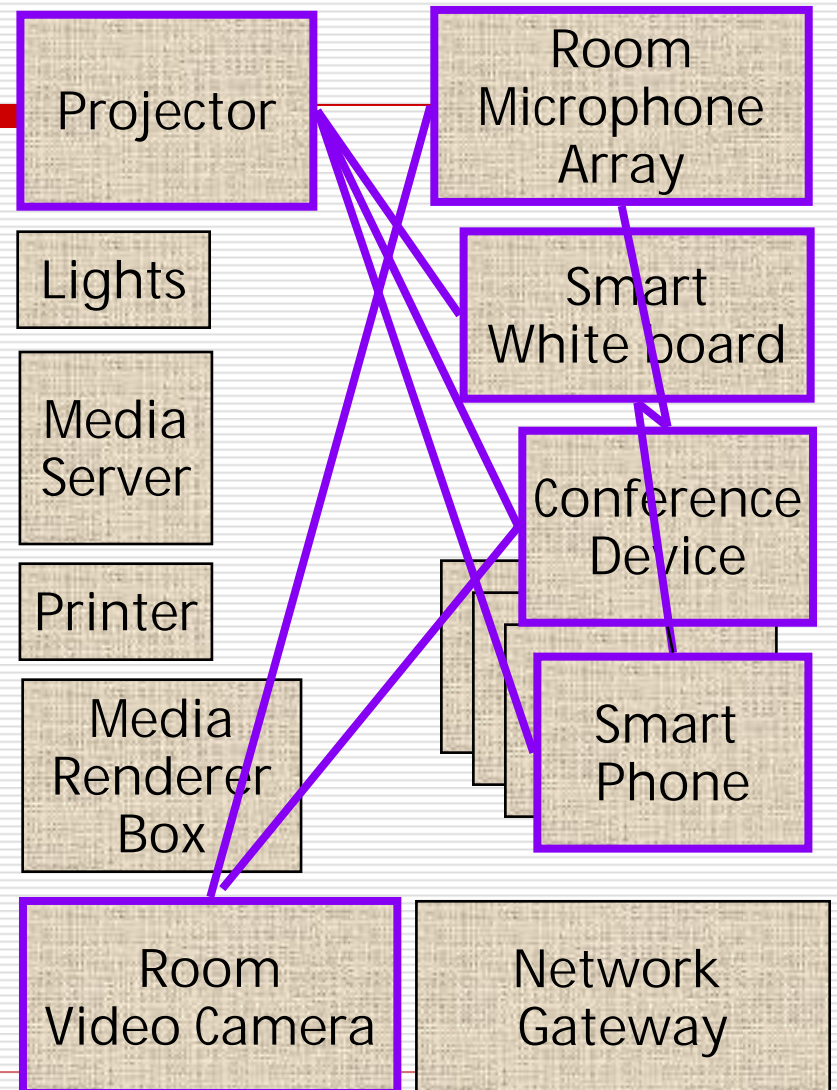 Projector
Room
Microphone
Array
Lights
Smart
White board
Media
Server
Conference
Device
Printer
Media
Renderer
Box
Smart
Phone
Room
Video Camera
Network
Gateway